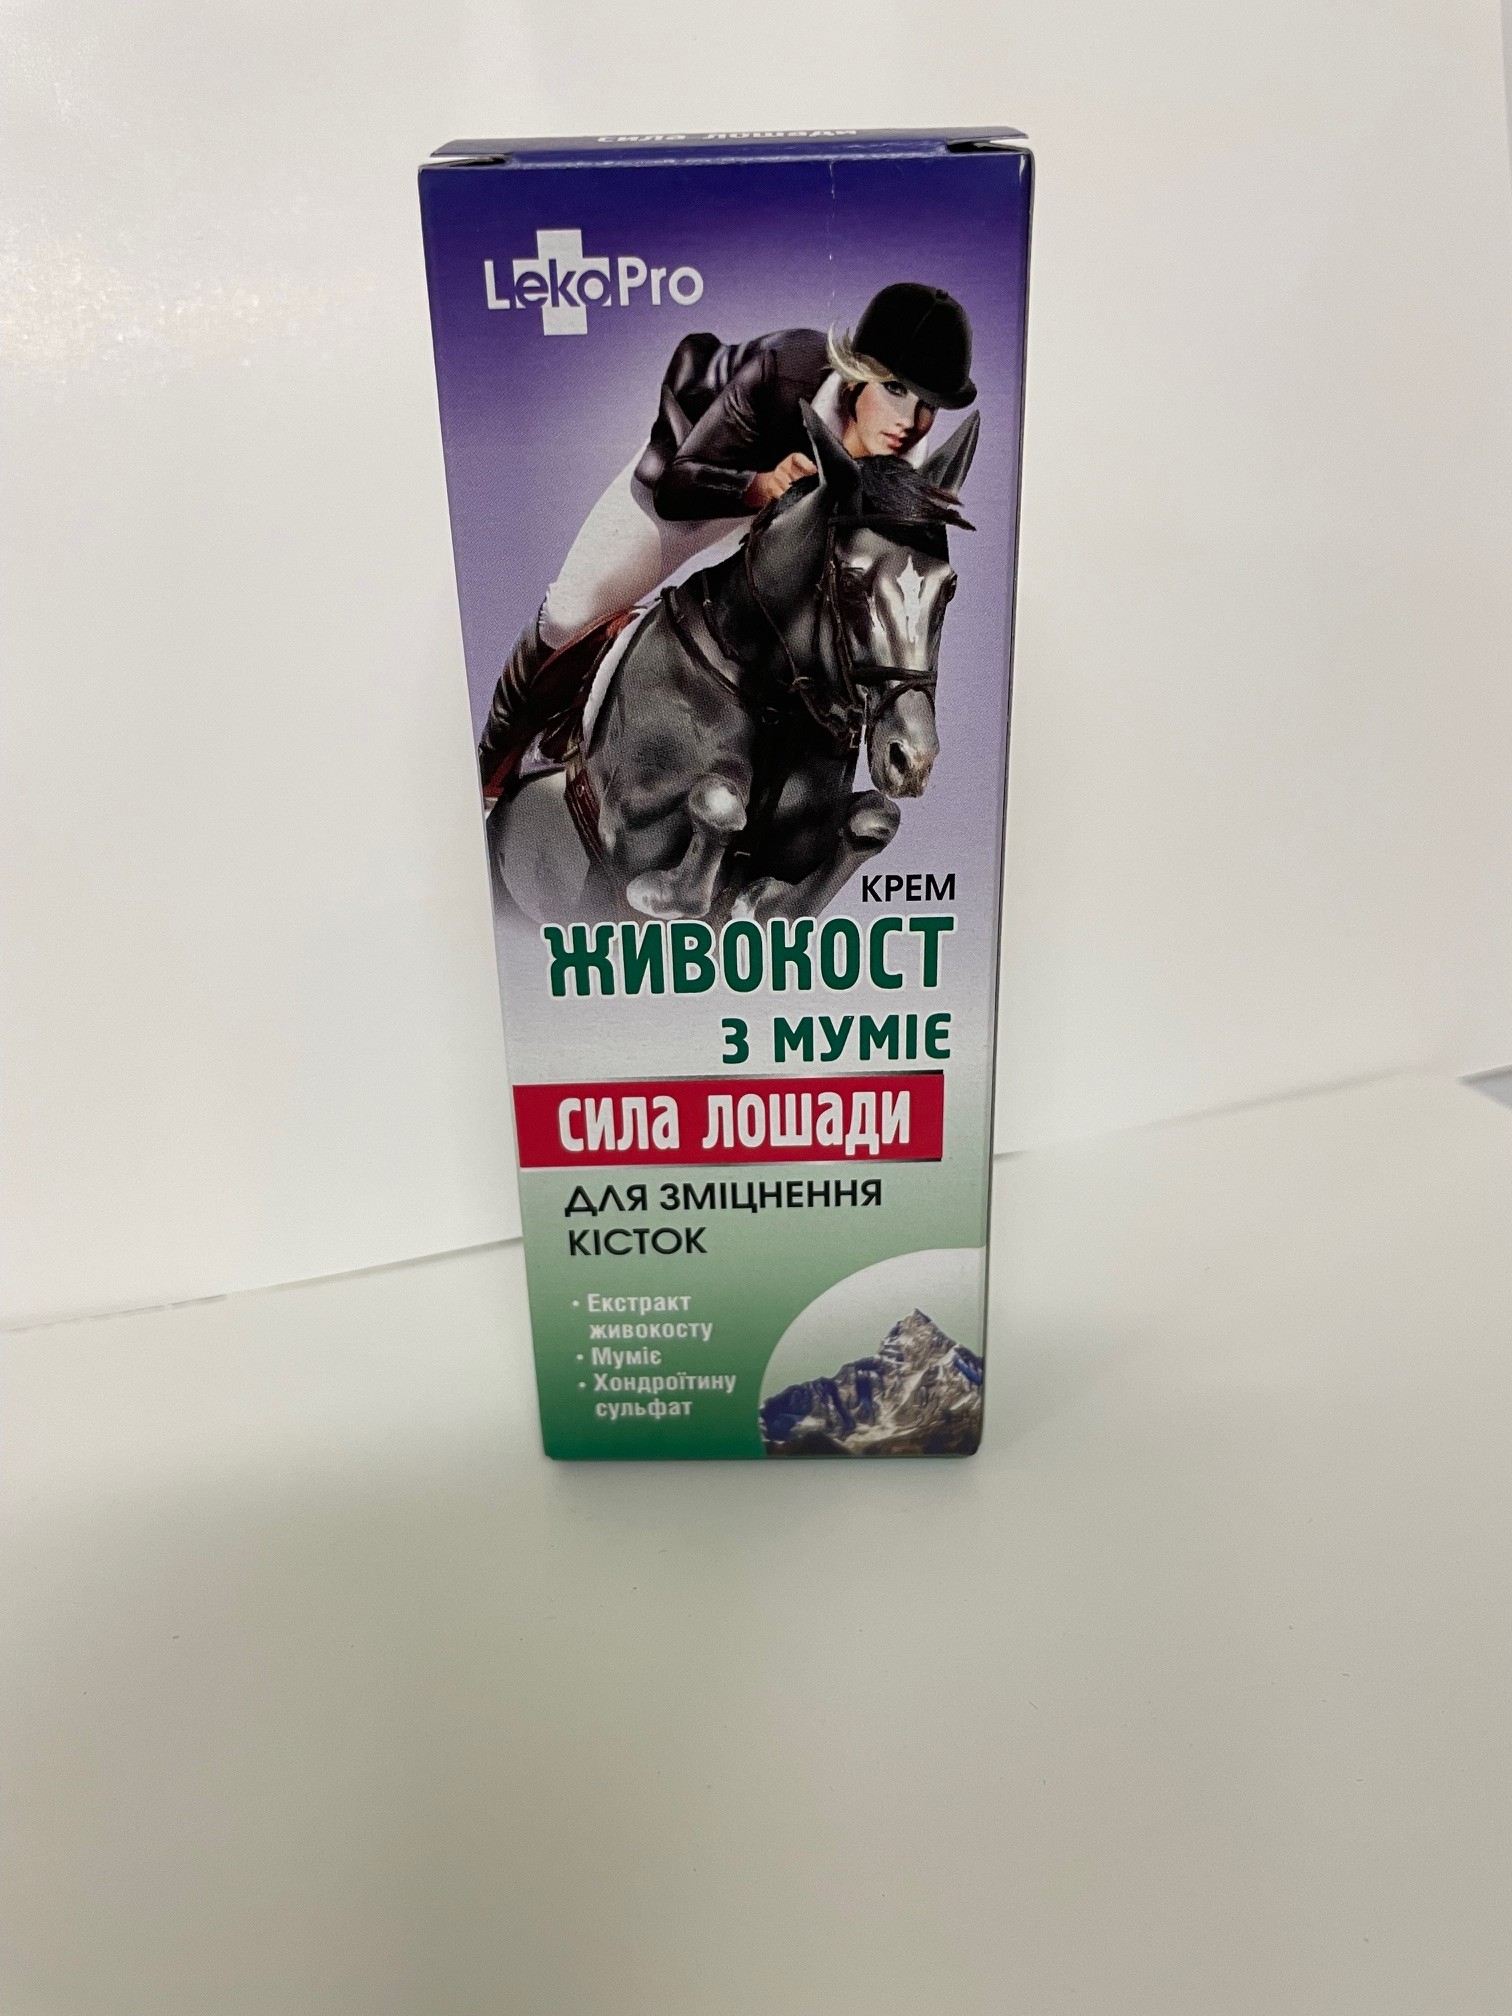 сила лошади
LekoPro
КРЕМ
ЖИВОКОСТ
З МУМІЄ
сила лошади
ДЛЯ ЗМІЦНЕННЯ
КІСТОК
• Екстракт
живокосту
• Муміє
• Хондроїтину
сульфат